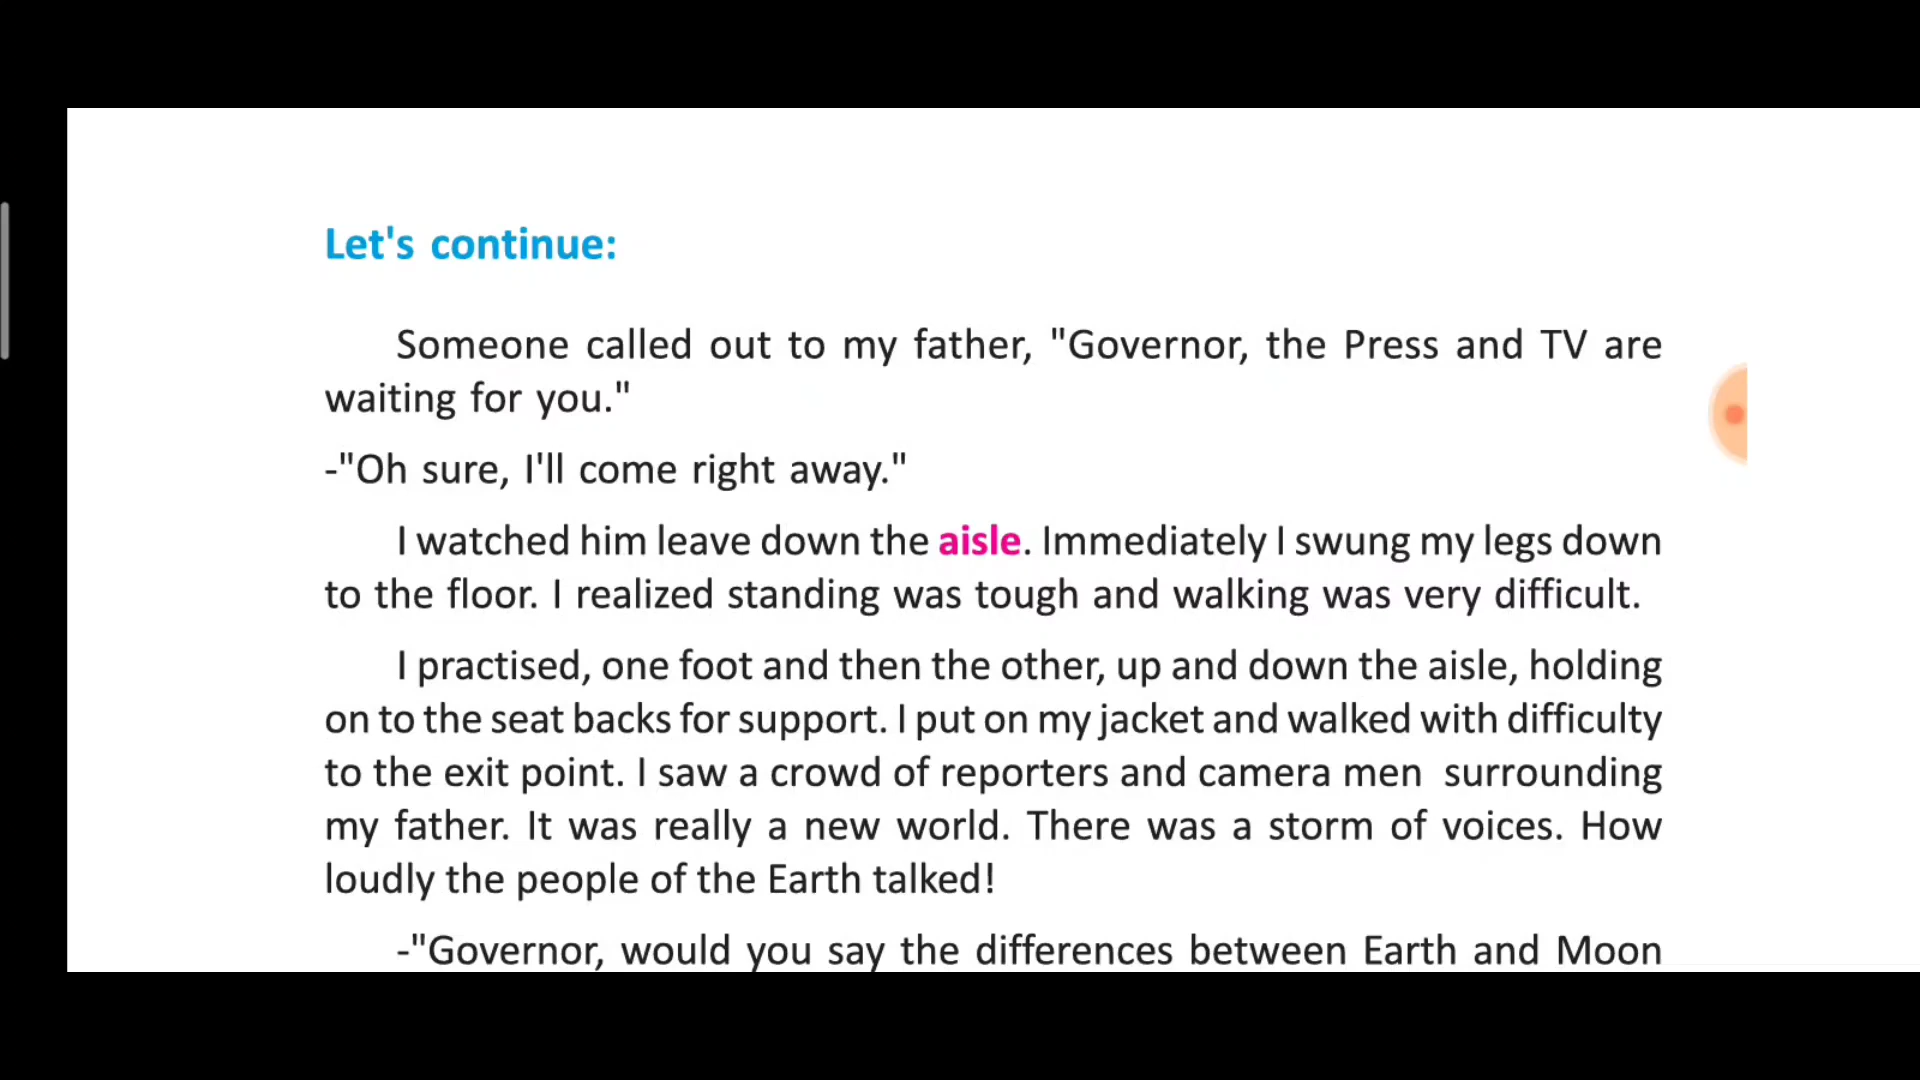 Let's continue:
Someone called out to my father, "Governor, the Press and TV are
waiting for you."
-"Oh sure, I'll come right away."
I watched him leave down the aisle. Immediately I swung my legs down
to the floor. I realized standing was tough and walking was very difficult.
I practised, one foot and then the other, up and down the aisle, holding
on to the seat backs for support. I put on my jacket and walked with difficulty
to the exit point. I saw a crowd of reporters and camera men surrounding
my father. It was really a new world. There was a storm of voices. How
loudly the people of the Earth talked!
-"Governor, would you say the differences between Earth and Moon